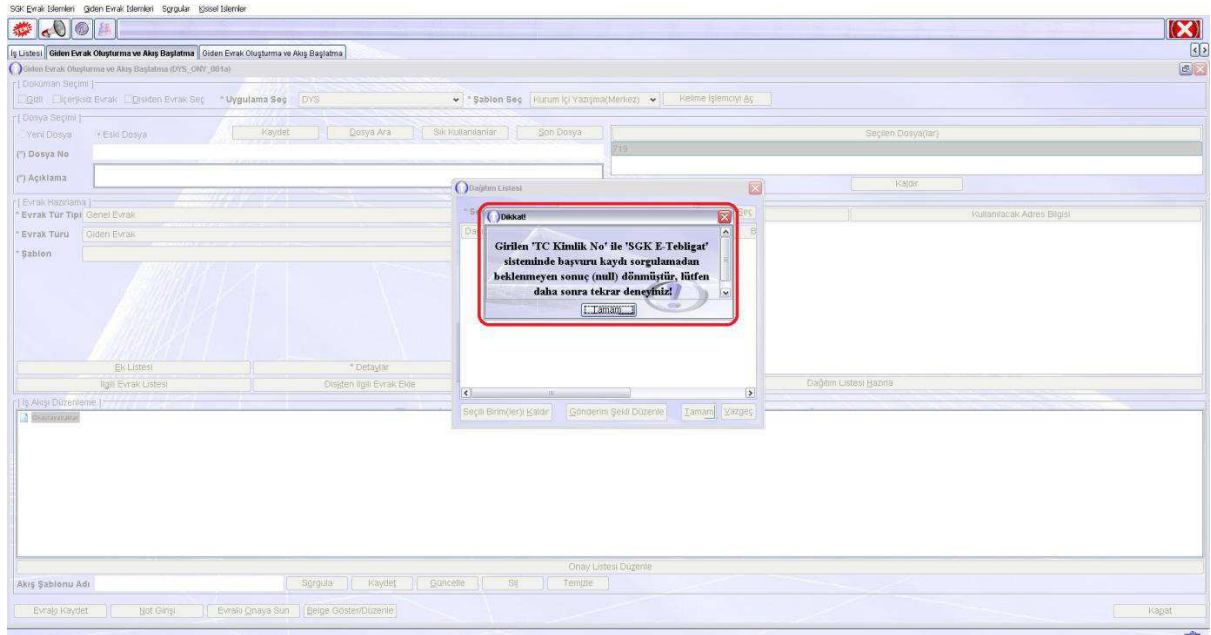 SGK Evrak İslemleri Giden Evrak İslemleri Sorgular Kisisel İslemler
İş Listesi Giden Evrak Oluşturma ve Akış Başlatma Giden Evrak Oluşturma ve Akış Başlatma
Giden Evrak Oluşturma ve Akış Başlatma (DYS_ONY_001a)
[ Doküman Seçimi ]
Gizli İçeriksiz Evrak Diskden Evrak Seç * Uygulama Seç DYS * Şablon Seç Kurum İçi Yazışma(Merkez) Kelime İşlemciyi Aç
[ Dosya Seçimi ]
Yeni Dosya Eski Dosya Kaydet Dosya Ara Sık Kullanılanlar Son Dosya Seçilen Dosya(lar)
(*) Dosya No 719
(*) Açıklama Kaldır
Dağıtım Listesi
[ Evrak Hazırlama ]
* Evrak Tür Tipi Genel Evrak Kullanılacak Adres Bilgisi
* Evrak Türü Giden Evrak
* Şablon
Dikkat!
Girilen 'TC Kimlik No' ile 'SGK E-Tebligat'
sisteminde başvuru kaydı sorgulamadan
beklenmeyen sonuç (null) dönmüştür, lütfen
daha sonra tekrar deneyiniz!
Tamam
Ek Listesi * Detaylar
İlgili Evrak Listesi Diskten İlgili Evrak Ekle Dağıtım Listesi Hazırla
Seçili Birim(ler)i Kaldır Gönderim Şekli Düzenle Tamam Vazgeç
[ İş Akışı Düzenleme ]
Onay Listesi Düzenle
Akış Şablonu Adı Sorgula Kaydet Güncelle Sil Temizle
Evrakı Kaydet Not Girişi Evrakı Onaya Sun Belge Göster/Düzenle Kapat